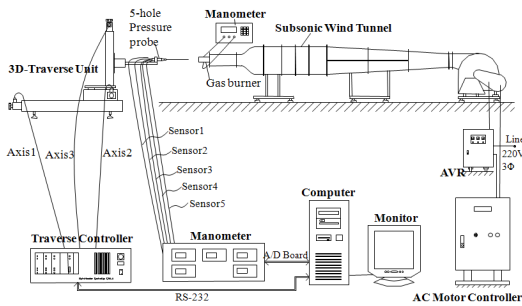 5-hole
Pressure
probe
Manometer
Subsonic Wind Tunnel
3D-Traverse Unit
Gas burner
Axis1
Axis3
Axis2
Sensor1
Sensor2
Sensor3
Sensor4
Sensor5
Line
220V
3Φ
AVR
Computer
Monitor
Traverse Controller
Manometer
A/D Board
RS-232
AC Motor Controller